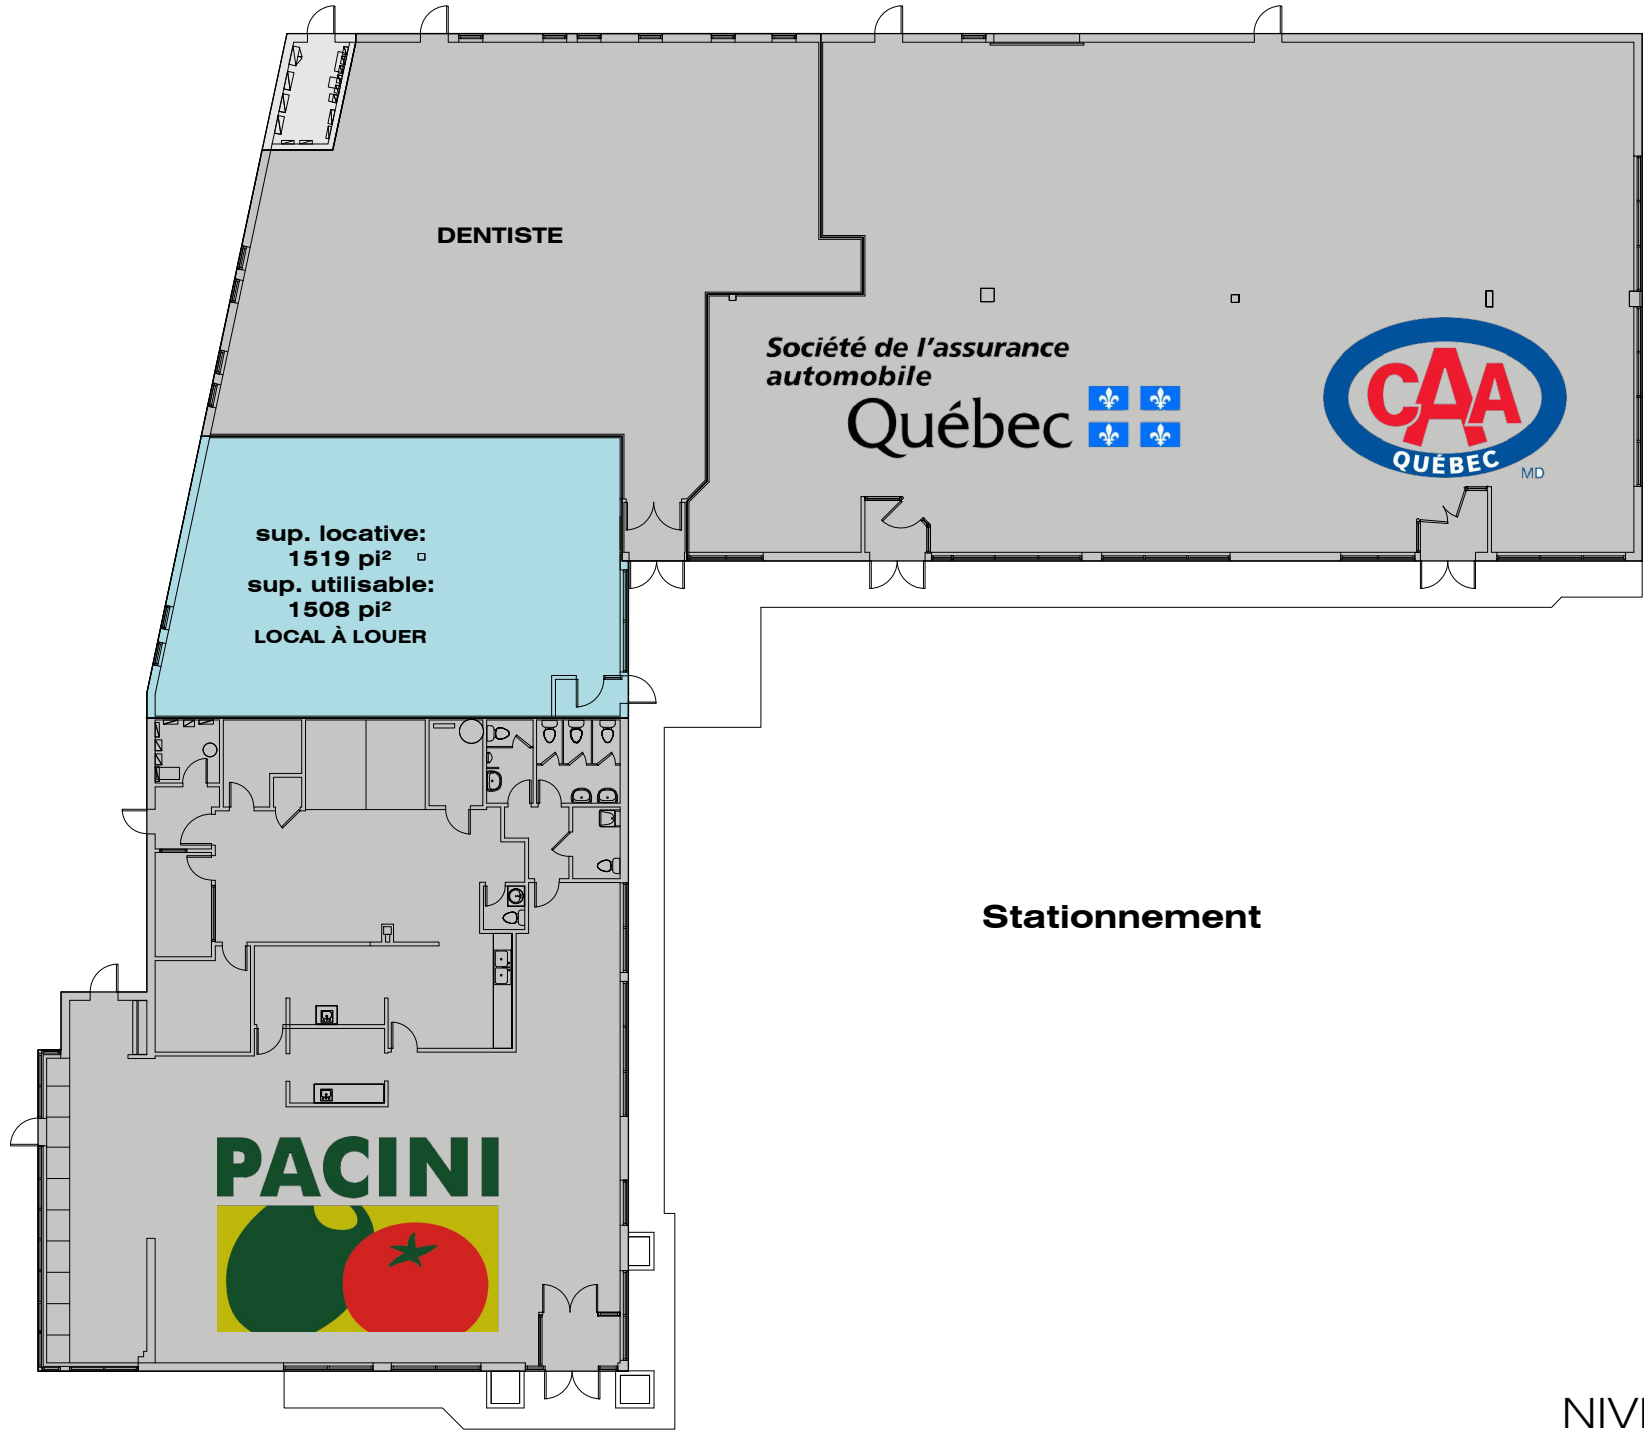 DENTISTE
Société de l'assurance
automobile
Québec
CAA
QUÉBEC
MD
sup. locative:
1519 pi²
sup. utilisable:
1508 pi²
LOCAL À LOUER
Stationnement
PACINI